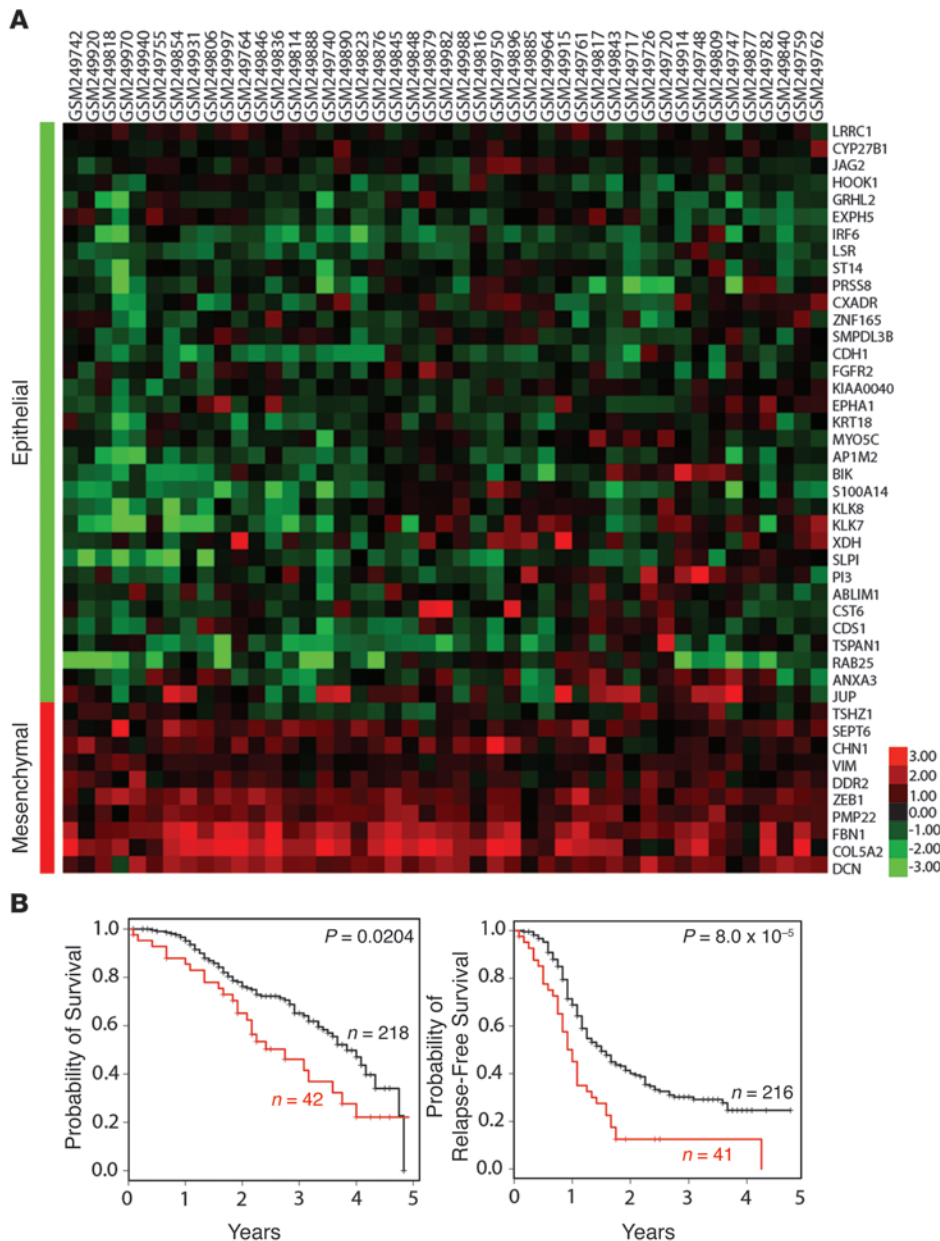 A
GSM249742
GSM249920
GSM249818
GSM249970
GSM249940
GSM249755
GSM249854
GSM249931
GSM249806
GSM249997
GSM249764
GSM249846
GSM249836
GSM249814
GSM249888
GSM249740
GSM249890
GSM249823
GSM249876
GSM249845
GSM249848
GSM249879
GSM249982
GSM249988
GSM249816
GSM249750
GSM249896
GSM249885
GSM249964
GSM249915
GSM249761
GSM249817
GSM249843
GSM249717
GSM249726
GSM249720
GSM249914
GSM249748
GSM249809
GSM249747
GSM249877
GSM249782
GSM249840
GSM249759
GSM249762
Epithelial
Mesenchymal
LRRC1
CYP27B1
JAG2
HOOK1
GRHL2
EXPH5
IRF6
LSR
ST14
PRSS8
CXADR
ZNF165
SMPDL3B
CDH1
FGFR2
KIAA0040
EPHA1
KRT18
MYO5C
AP1M2
BIK
S100A14
KLK8
KLK7
XDH
SLPI
PI3
ABLIM1
CST6
CDS1
TSPAN1
RAB25
ANXA3
JUP
TSHZ1
SEPT6
CHN1
VIM
DDR2
ZEB1
PMP22
FBN1
COL5A2
DCN
3.00
2.00
1.00
0.00
-1.00
-2.00
-3.00
B
Probability of Survival
1.0
0.8
0.6
0.4
0.2
0.0
P = 0.0204
n = 218
n = 42
0 1 2 3 4 5
Years
Probability of
Relapse-Free Survival
1.0
0.8
0.6
0.4
0.2
0.0
P = 8.0 x 10⁻⁵
n = 216
n = 41
0 1 2 3 4 5
Years